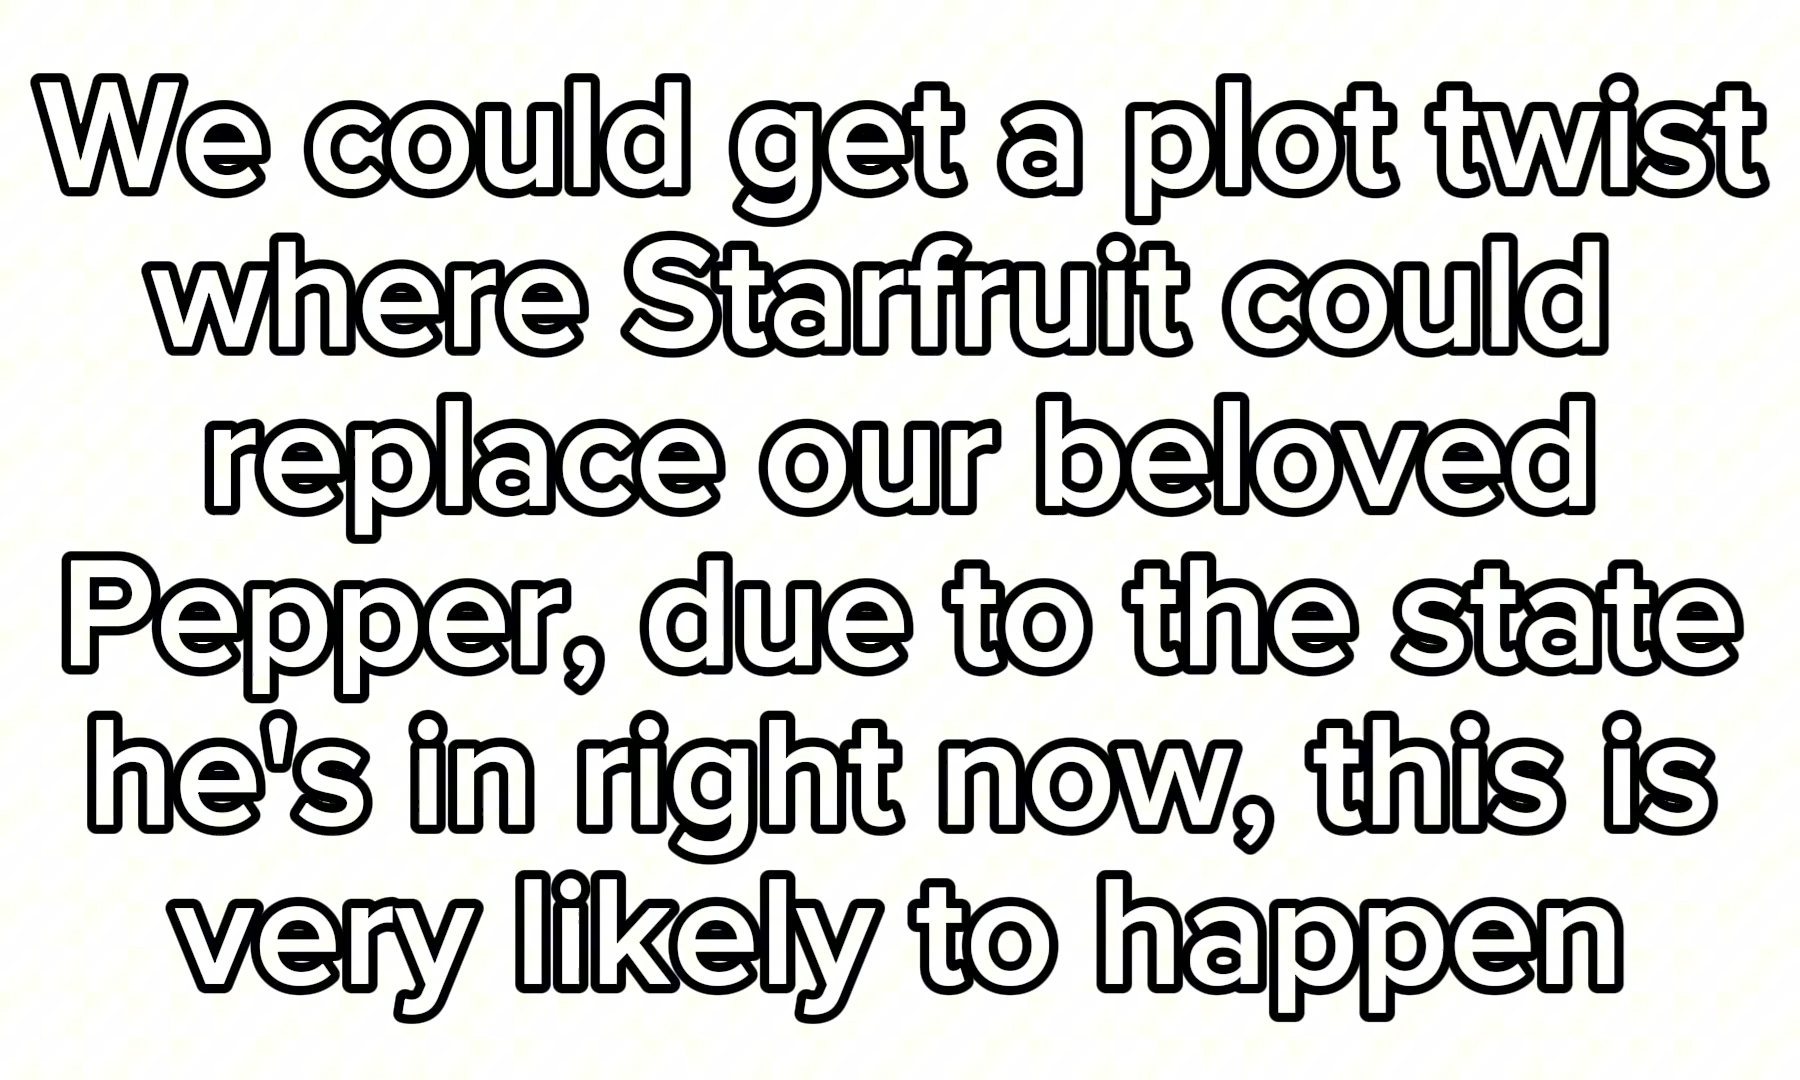 We could get a plot twist
where Starfruit could
replace our beloved
Pepper, due to the state
he's in right now, this is
very likely to happen